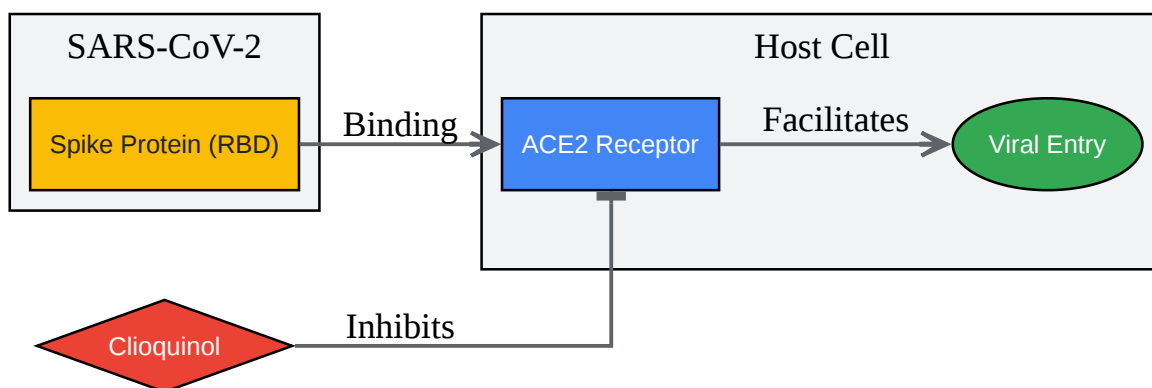 SARS-CoV-2
Host Cell
Spike Protein (RBD)
Binding
ACE2 Receptor
Facilitates
Viral Entry
Clioquinol
Inhibits